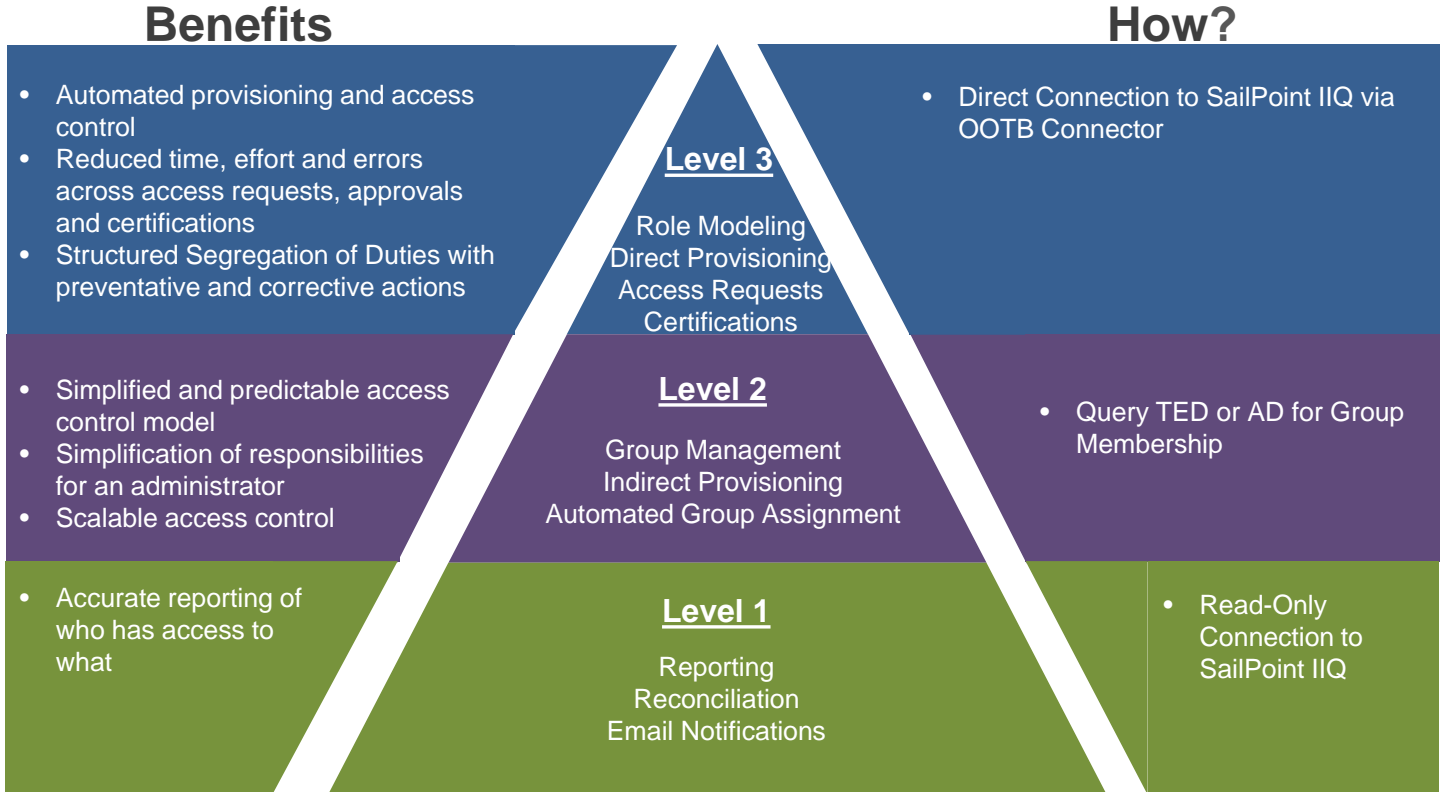 Benefits
How?
• Automated provisioning and access
control
• Reduced time, effort and errors
across access requests, approvals
and certifications
• Structured Segregation of Duties with
preventative and corrective actions
Level 3
Role Modeling
Direct Provisioning
Access Requests
Certifications
• Direct Connection to SailPoint IIQ via
OOTB Connector
• Simplified and predictable access
control model
• Simplification of responsibilities
for an administrator
• Scalable access control
Level 2
Group Management
Indirect Provisioning
Automated Group Assignment
• Query TED or AD for Group
Membership
• Accurate reporting of
who has access to
what
Level 1
Reporting
Reconciliation
Email Notifications
• Read-Only
Connection to
SailPoint IIQ